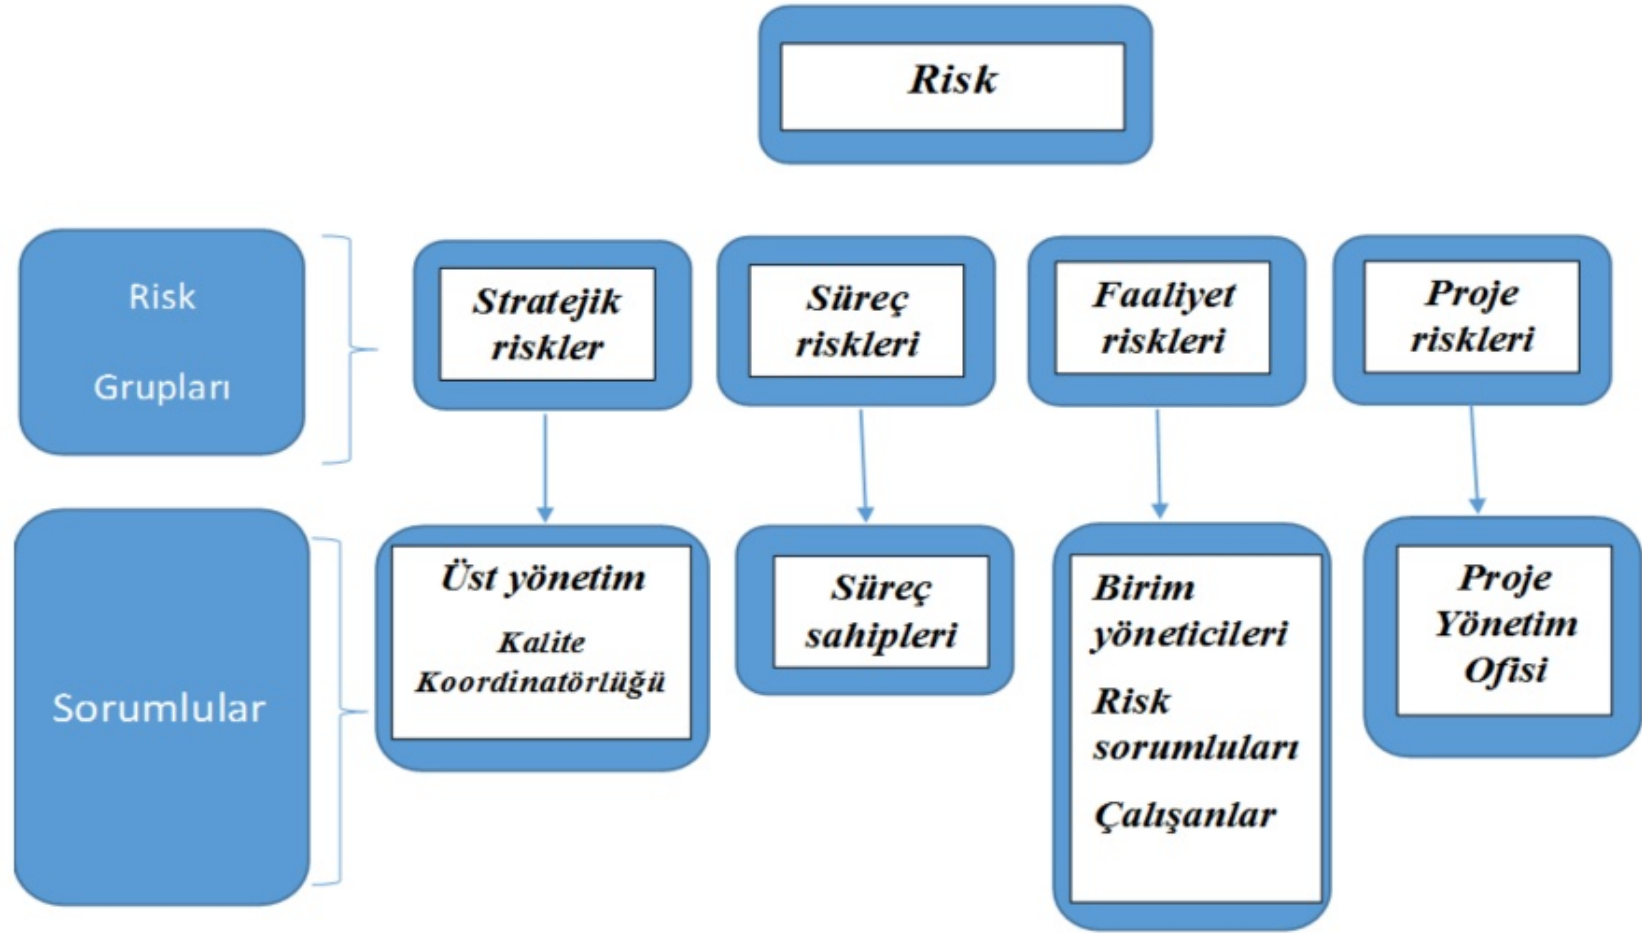 Risk
Risk
Grupları
Stratejik
riskler
Süreç
riskleri
Faaliyet
riskleri
Proje
riskleri
Sorumlular
Üst yönetim
Kalite
Koordinatörlüğü
Süreç
sahipleri
Birim
yöneticileri
Risk
sorumluları
Çalışanlar
Proje
Yönetim
Ofisi